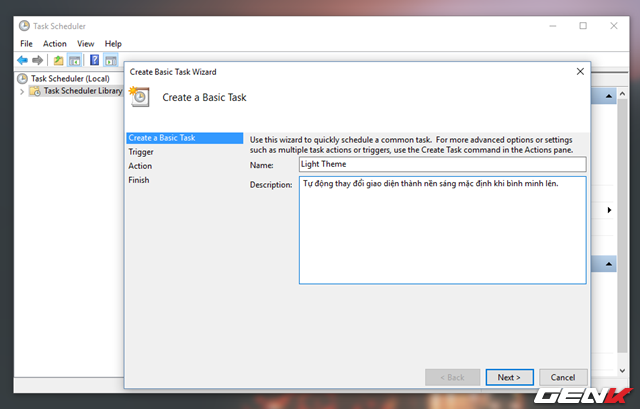 Task Scheduler
File Action View Help
Task Scheduler (Local)
Task Scheduler Library
Create Basic Task Wizard
Create a Basic Task
Create a Basic Task
Trigger
Action
Finish
Use this wizard to quickly schedule a common task. For more advanced options or settings
such as multiple task actions or triggers, use the Create Task command in the Actions pane.
Name: Light Theme
Description: Tự động thay đổi giao diện thành nền sáng mặc định khi bình minh lên.
< Back Next > Cancel
GENK